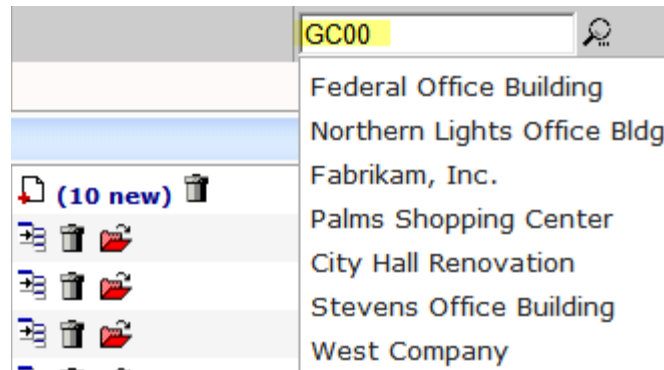 GC00
Federal Office Building
Northern Lights Office Bldg
Fabrikam, Inc.
(10 new)
Palms Shopping Center
City Hall Renovation
Stevens Office Building
West Company